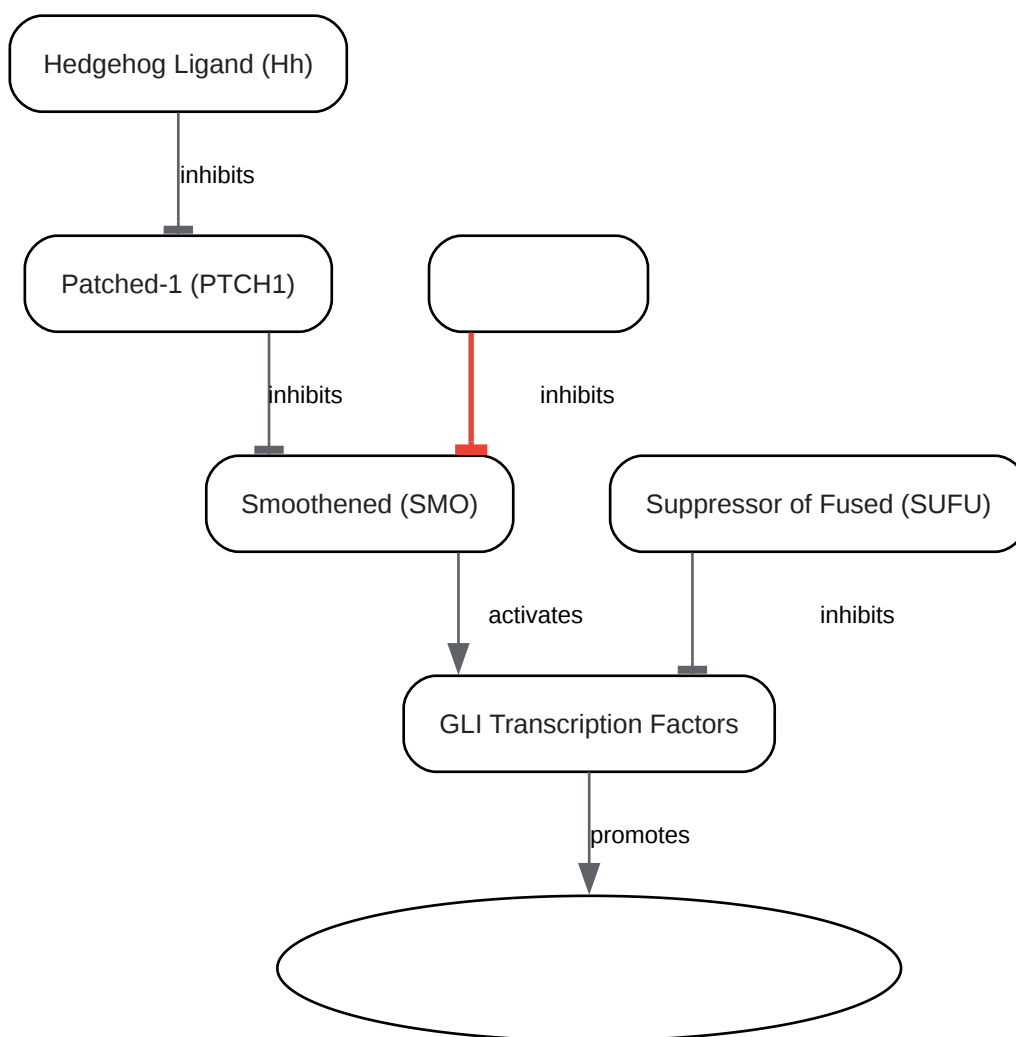 Hedgehog Ligand (Hh)
inhibits
Patched-1 (PTCH1)
inhibits
inhibits
Smoothened (SMO)
Suppressor of Fused (SUFU)
activates
inhibits
GLI Transcription Factors
promotes